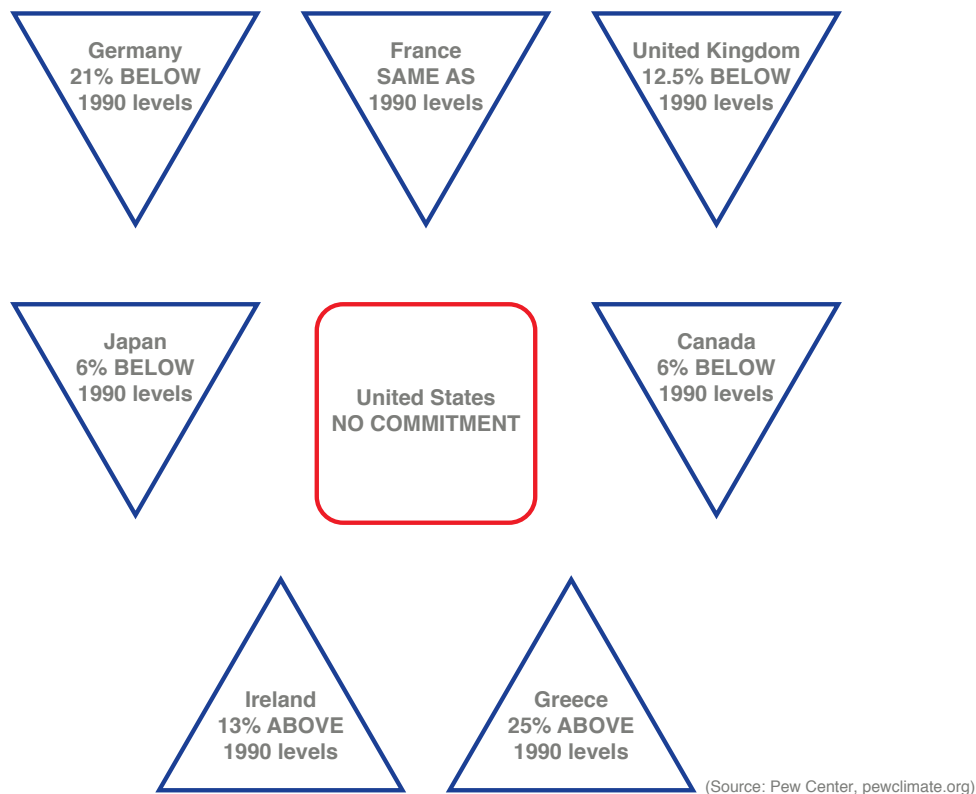 Germany
21% BELOW
1990 levels
France
SAME AS
1990 levels
United Kingdom
12.5% BELOW
1990 levels
Japan
6% BELOW
1990 levels
United States
NO COMMITMENT
Canada
6% BELOW
1990 levels
Ireland
13% ABOVE
1990 levels
Greece
25% ABOVE
1990 levels
(Source: Pew Center, pewclimate.org)